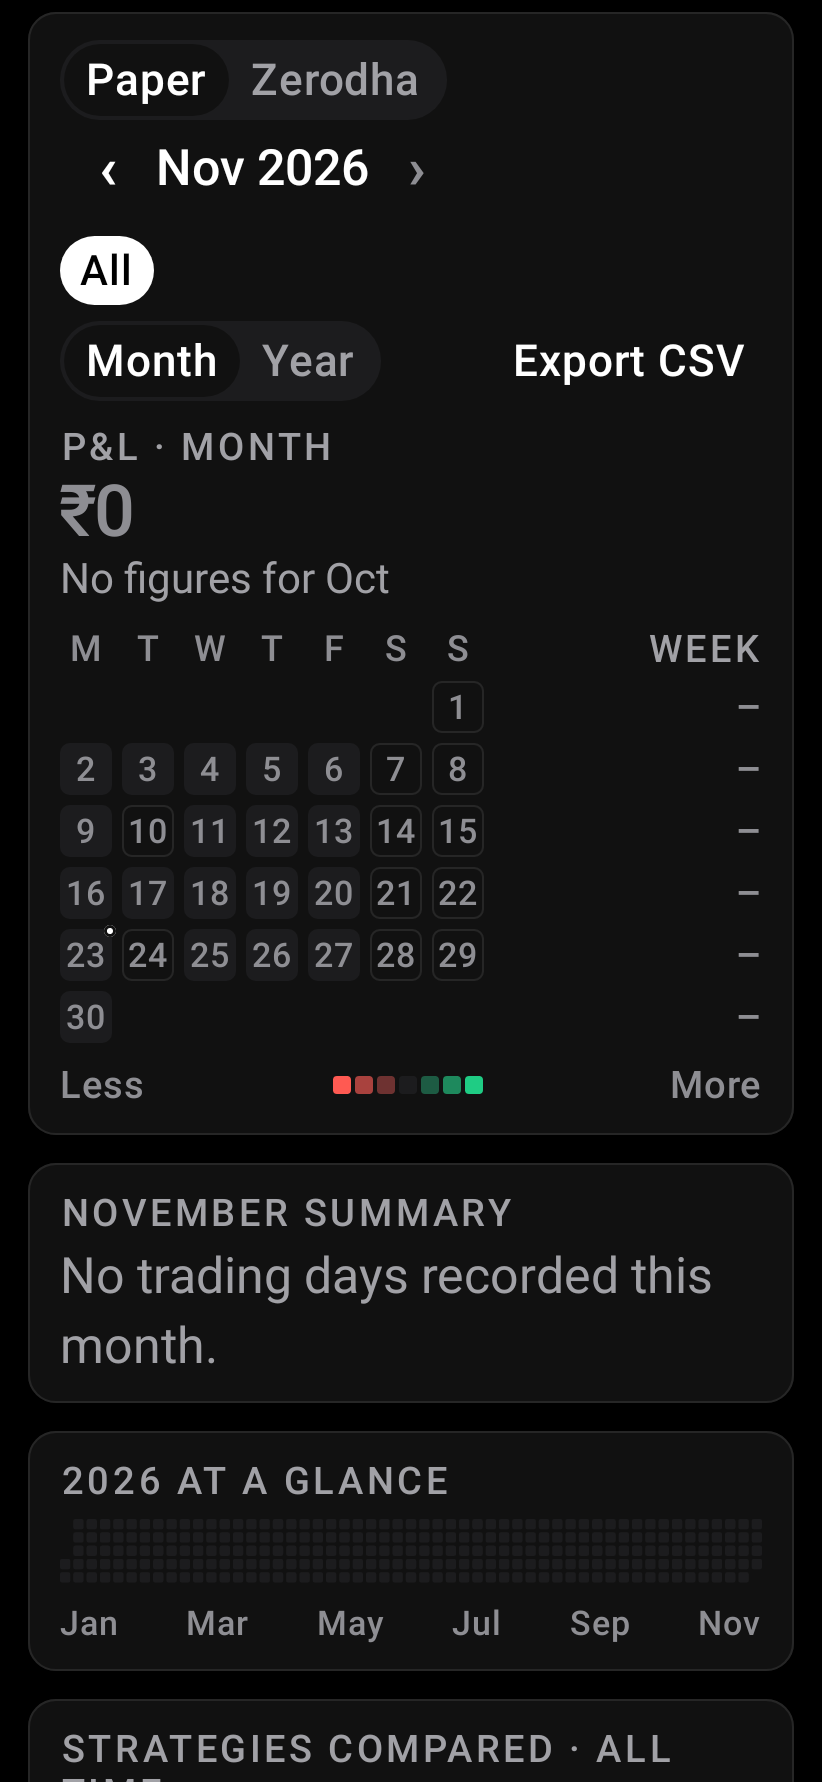 Paper Zerodha
‹ Nov 2026 ›
All
Month Year Export CSV
P&L · MONTH
₹0
No figures for Oct
M T W T F S S WEEK
1 –
2 3 4 5 6 7 8 –
9 10 11 12 13 14 15 –
16 17 18 19 20 21 22 –
23 24 25 26 27 28 29 –
30 –
Less More
NOVEMBER SUMMARY
No trading days recorded this
month.
2026 AT A GLANCE
Jan Mar May Jul Sep Nov
STRATEGIES COMPARED · ALL